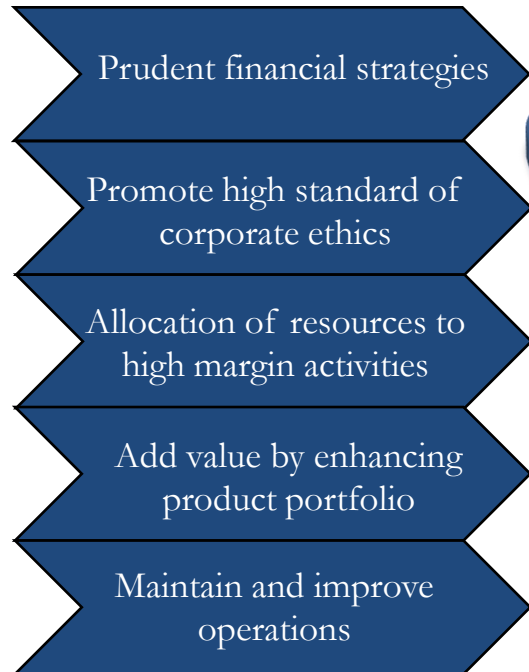 Prudent financial strategies
Promote high standard of
corporate ethics
Allocation of resources to
high margin activities
Add value by enhancing
product portfolio
Maintain and improve
operations